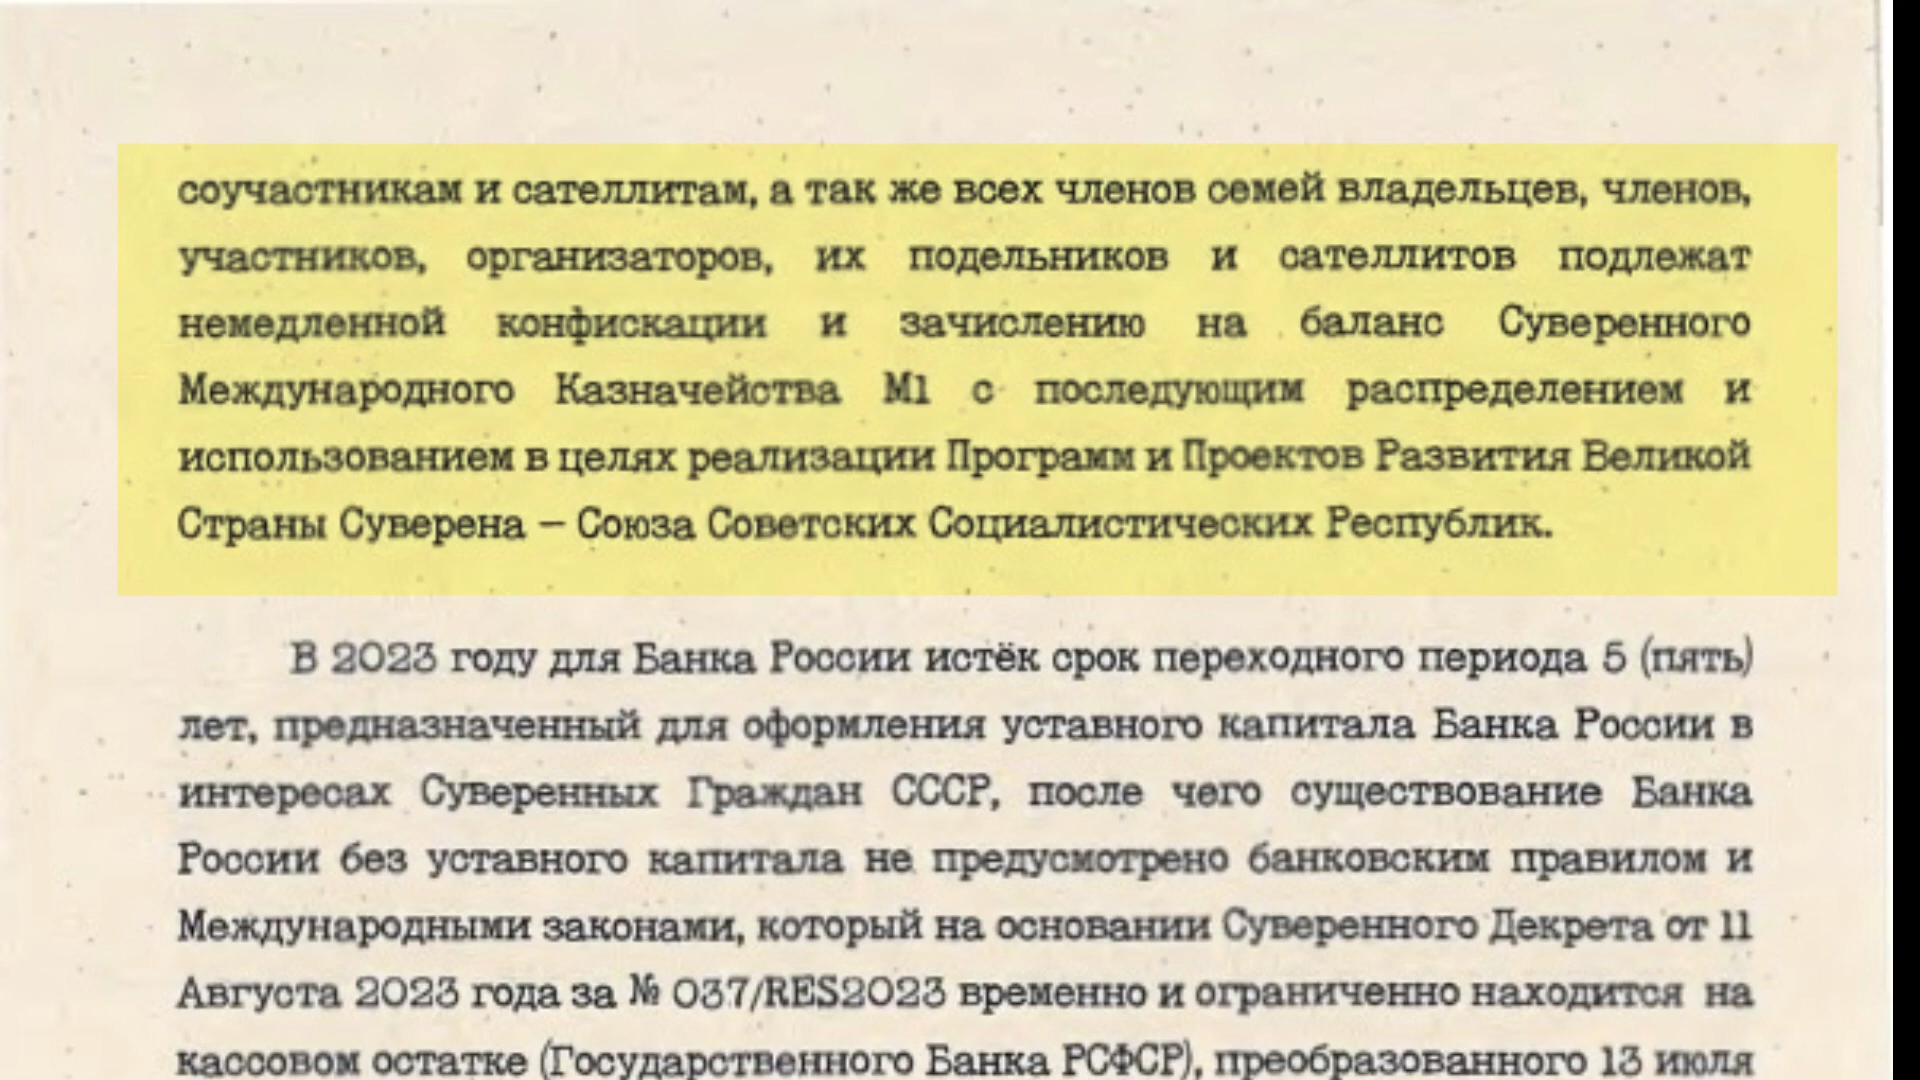 соучастникам и сателлитам, а так же всех членов семей владельцев, членов,
участников, организаторов, их подельников и сателлитов подлежат
немедленной конфискации и зачислению на баланс Суверенного
Международного Казначейства М1 с последующим распределением и
использованием в целях реализации Программ и Проектов Развития Великой
Страны Суверена – Союза Советских Социалистических Республик.
В 2023 году для Банка России истёк срок переходного периода 5 (пять)
лет, предназначенный для оформления уставного капитала Банка России в
интересах Суверенных Граждан СССР, после чего существование Банка
России без уставного капитала не предусмотрено банковским правилом и
Международными законами, который на основании Суверенного Декрета от 11
Августа 2023 года за № 037/RES2023 временно и ограниченно находится на
кассовом остатке (Государственного Банка РСФСР), преобразованного 13 июля